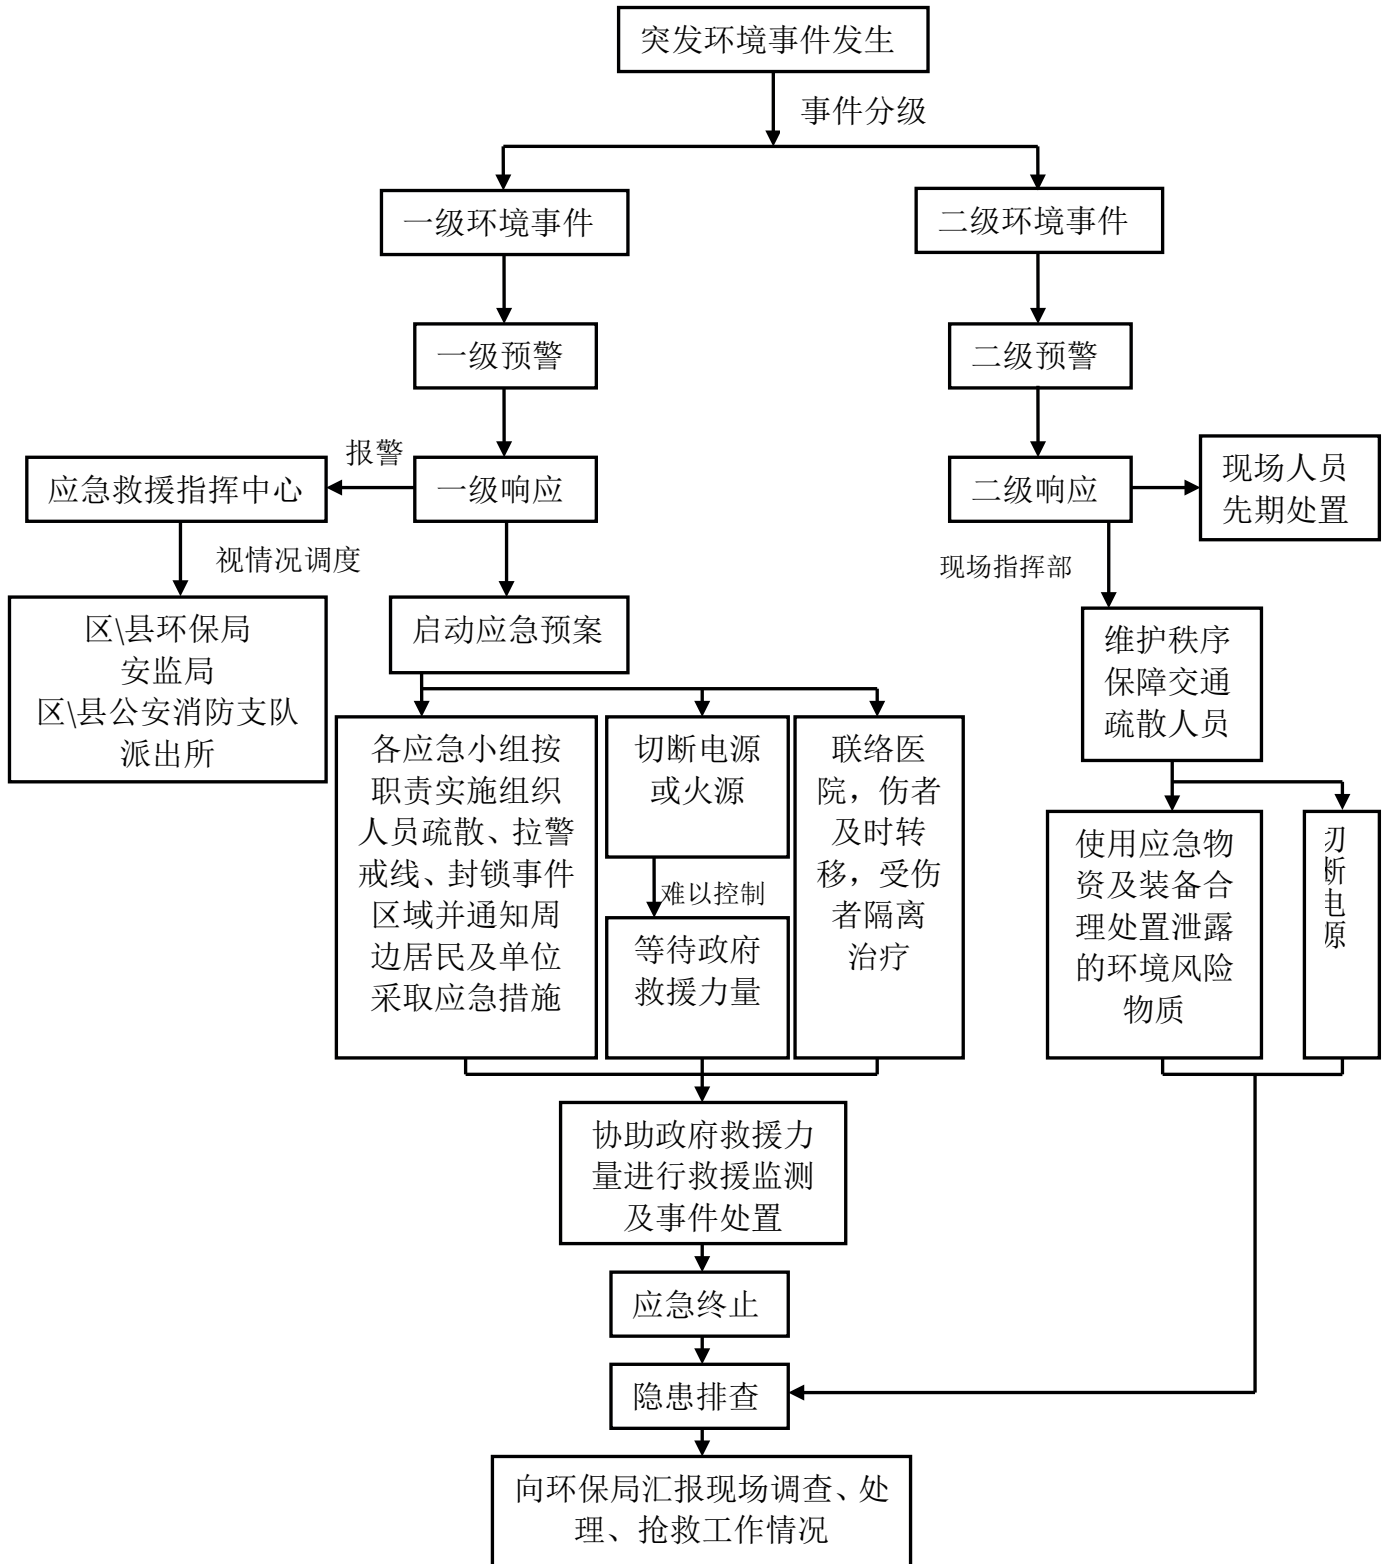 突发环境事件发生
事件分级
一级环境事件
二级环境事件
一级预警
二级预警
报警
应急救援指挥中心
一级响应
二级响应
现场人员
先期处置
视情况调度
现场指挥部
区\县环保局
安监局
区\县公安消防支队
派出所
启动应急预案
维护秩序
保障交通
疏散人员
各应急小组按
职责实施组织
人员疏散、拉警
戒线、封锁事件
区域并通知周
边居民及单位
采取应急措施
切断电源
或火源
难以控制
等待政府
救援力量
联络医
院，伤者
及时转
移，受伤
者隔离
治疗
使用应急物
资及装备合
理处置泄露
的环境风险
物质
切
断
电
源
协助政府救援力
量进行救援监测
及事件处置
应急终止
隐患排查
向环保局汇报现场调查、处
理、抢救工作情况